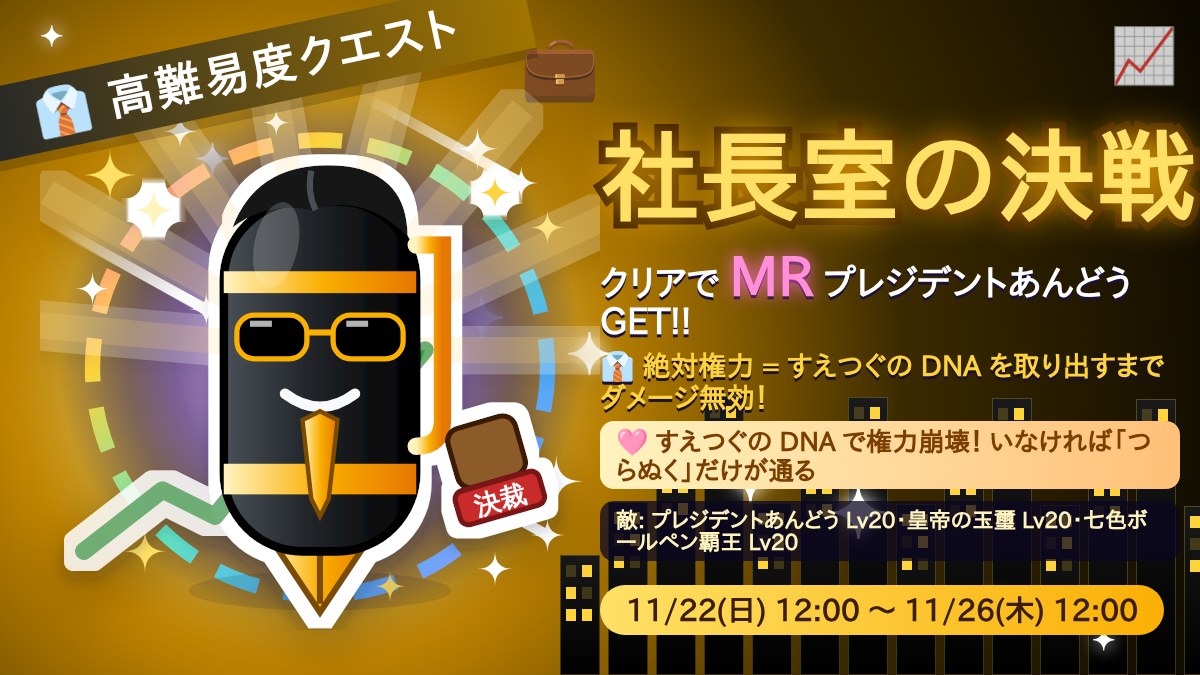 高難易度クエスト
社長室の決戦
クリアで MR プレジデントあんどう
GET!!
絶対権力 = すえつぐの DNA を取り出すまで
ダメージ無効!
すえつぐの DNA で権力崩壊! いなければ「つ
らぬく」だけが通る
敵: プレジデントあんどう Lv20・皇帝の玉璽 Lv20・七色ボ
ールペン覇王 Lv20
11/22(日) 12:00 〜 11/26(木) 12:00
決裁